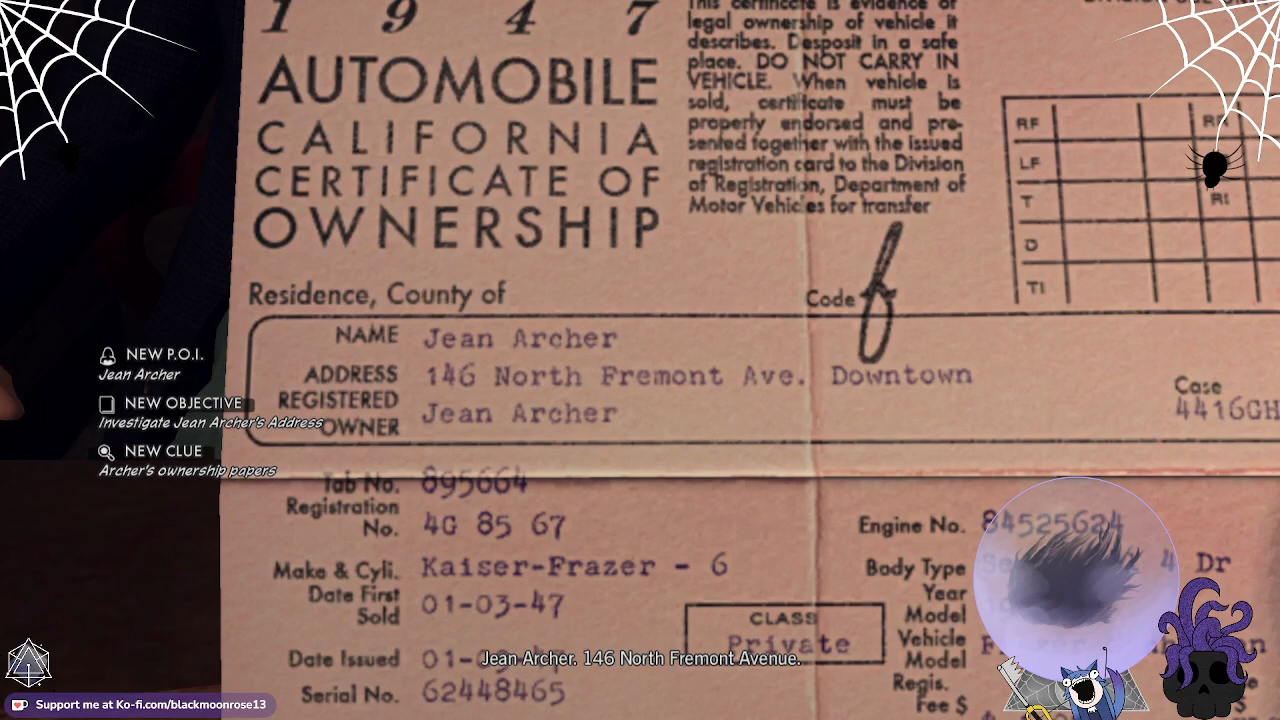 1 9 4 7
AUTOMOBILE
CALIFORNIA
CERTIFICATE OF
OWNERSHIP
This certificate is evidence of
legal ownership of vehicle it
describes. Desposit in a safe
place. DO NOT CARRY IN
VEHICLE. When vehicle is
sold, certificate must be
properly endorsed and pre-
sented together with the issued
registration card to the Division
of Registration, Department of
Motor Vehicles for transfer
RF
LF
T
RI
D
TI
Residence, County of
Code
NAME Jean Archer
ADDRESS 146 North Fremont Ave. Downtown
REGISTERED OWNER Jean Archer
Case
4416GH
NEW P.O.I.
Jean Archer
NEW OBJECTIVE
Investigate Jean Archer's Address
NEW CLUE
Archer's ownership papers
Tab No. 895664
Registration No. 4G 85 67
Make & Cyli. Kaiser-Frazer - 6
Date First Sold 01-03-47
Date Issued 01-
Serial No. 62448465
CLASS
Private
Engine No. 84525624
Body Type 4 Dr
Year Model
Vehicle Model
Regis. Fee $
Jean Archer. 146 North Fremont Avenue.
Support me at Ko-fi.com/blackmoonrose13